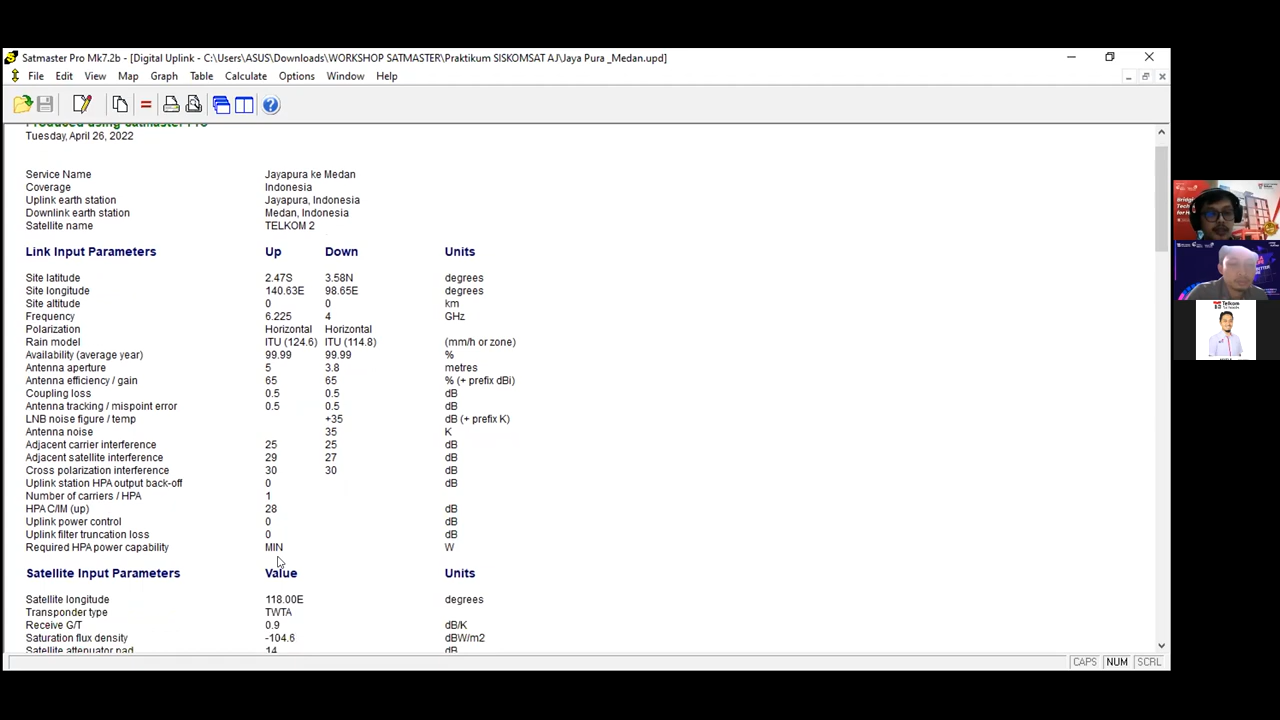 Satmaster Pro Mk7.2b - [Digital Uplink - C:\Users\ASUS\Downloads\WORKSHOP SATMASTER\Praktikum SISKOMSAT AJ\Jaya Pura _Medan.upd]
File Edit View Map Graph Table Calculate Options Window Help
Produced using Satmaster Pro
Tuesday, April 26, 2022
Service Name Jayapura ke Medan
Coverage Indonesia
Uplink earth station Jayapura, Indonesia
Downlink earth station Medan, Indonesia
Satellite name TELKOM 2
Link Input Parameters Up Down Units
Site latitude 2.47S 3.58N degrees
Site longitude 140.63E 98.65E degrees
Site altitude 0 0 km
Frequency 6.225 4 GHz
Polarization Horizontal Horizontal
Rain model ITU (124.6) ITU (114.8) (mm/h or zone)
Availability (average year) 99.99 99.99 %
Antenna aperture 5 3.8 metres
Antenna efficiency / gain 65 65 % (+ prefix dBi)
Coupling loss 0.5 0.5 dB
Antenna tracking / mispoint error 0.5 0.5 dB
LNB noise figure / temp +35 dB (+ prefix K)
Antenna noise 35 K
Adjacent carrier interference 25 25 dB
Adjacent satellite interference 29 27 dB
Cross polarization interference 30 30 dB
Uplink station HPA output back-off 0 dB
Number of carriers / HPA 1
HPA C/IM (up) 28 dB
Uplink power control 0 dB
Uplink filter truncation loss 0 dB
Required HPA power capability MIN W
Satellite Input Parameters Value Units
Satellite longitude 118.00E degrees
Transponder type TWTA
Receive G/T 0.9 dB/K
Saturation flux density -104.6 dBW/m2
Satellite attenuator pad 14 dB
CAPS NUM SCRL
Telkom